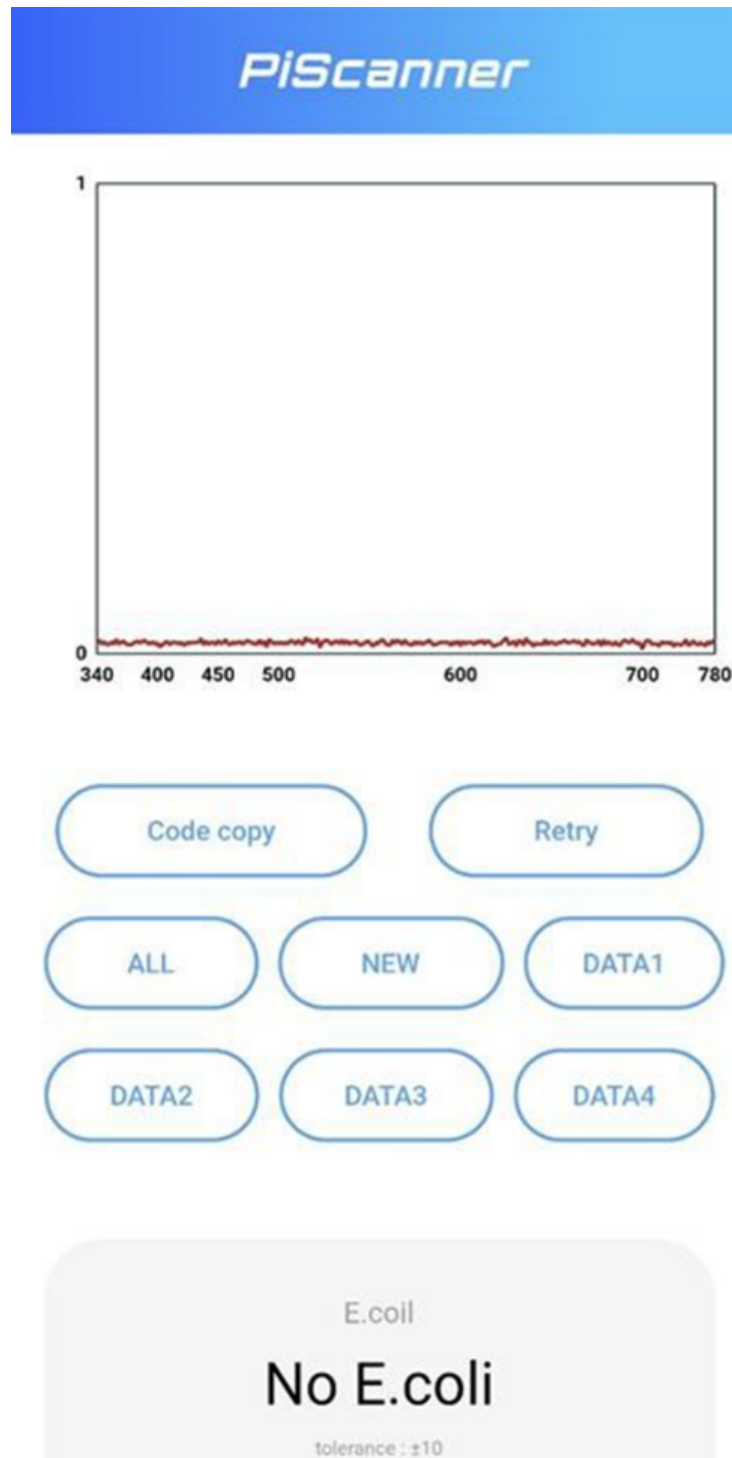 PiScanner
1
0
340 400 450 500 600 700 780
Code copy Retry
ALL NEW DATA1
DATA2 DATA3 DATA4
E.coil
No E.coli
tolerance : ±10